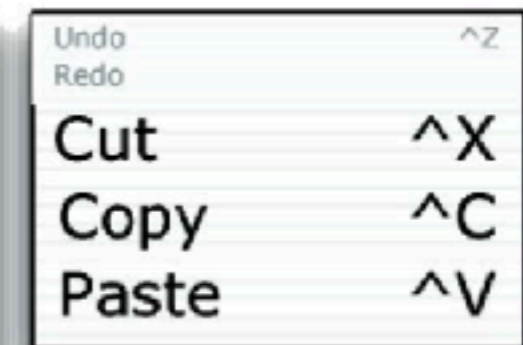 Undo ^Z
Redo
Cut ^X
Copy ^C
Paste ^V